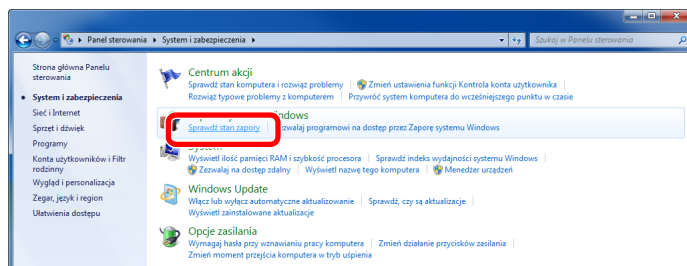 Panel sterowania ▸ System i zabezpieczenia ▸
Szukaj w Panelu sterowania
Strona główna Panelu
sterowania
System i zabezpieczenia
Sieć i Internet
Sprzęt i dźwięk
Programy
Konta użytkowników i Filtr
rodzinny
Wygląd i personalizacja
Zegar, język i region
Ułatwienia dostępu
Centrum akcji
Sprawdź stan komputera i rozwiąż problemy | Zmień ustawienia funkcji Kontrola konta użytkownika
Rozwiąż typowe problemy z komputerem | Przywróć system komputera do wcześniejszego punktu w czasie
Sprawdź stan zapory programowi na dostęp przez Zaporę systemu Windows
System
Wyświetl ilość pamięci RAM i szybkość procesora | Sprawdź indeks wydajności systemu Windows
Zezwalaj na dostęp zdalny | Wyświetl nazwę tego komputera | Menedżer urządzeń
Windows Update
Włącz lub wyłącz automatyczne aktualizowanie | Sprawdź, czy są aktualizacje
Wyświetl zainstalowane aktualizacje
Opcje zasilania
Wymagaj hasła przy wznawianiu pracy komputera | Zmień działanie przycisków zasilania
Zmień moment przejścia komputera w tryb uśpienia